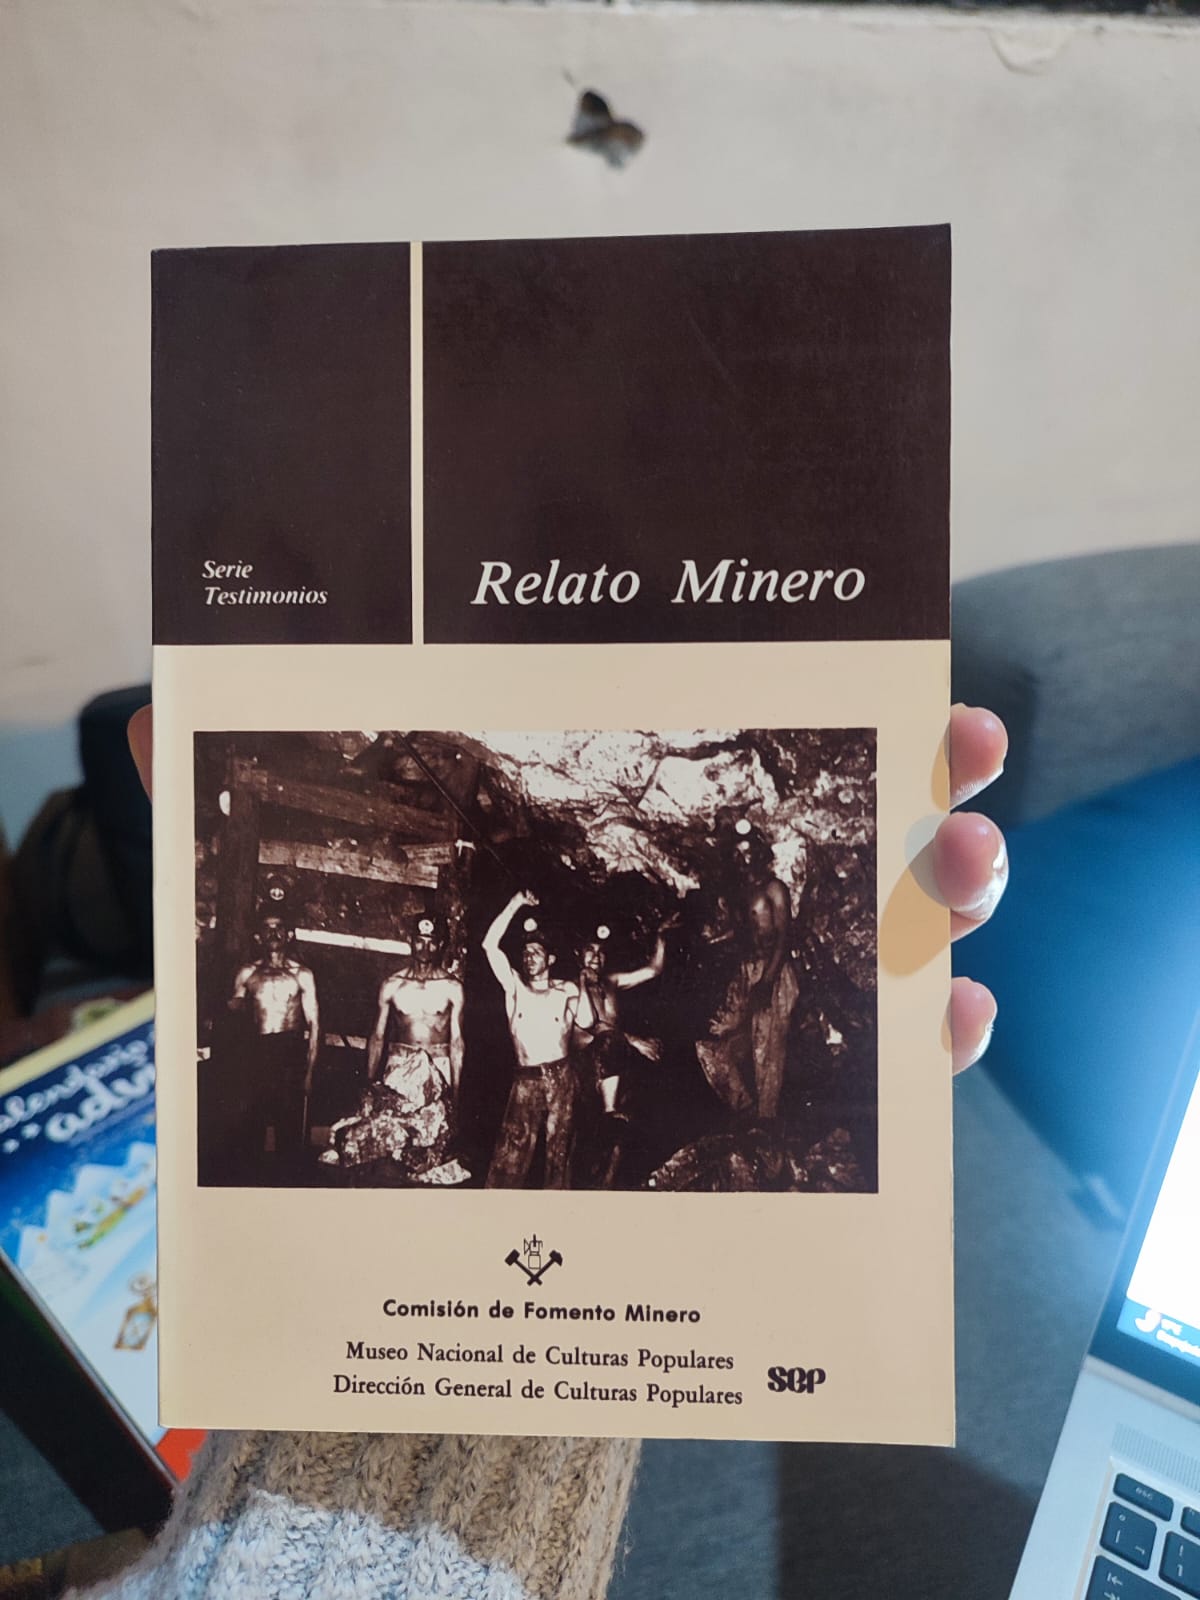 Serie
Testimonios
Relato Minero
Comisión de Fomento Minero
Museo Nacional de Culturas Populares
Dirección General de Culturas Populares
SEP
esc